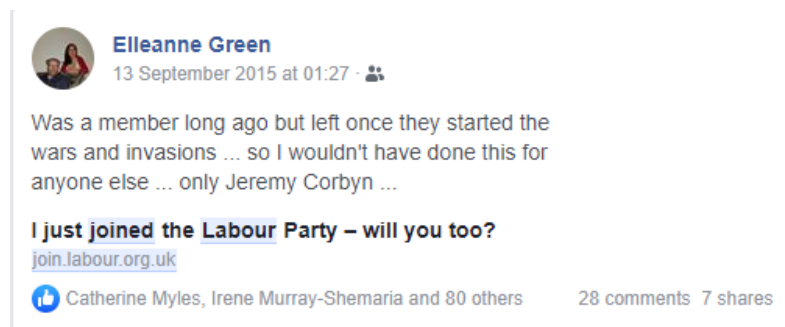 Elleanne Green
13 September 2015 at 01:27 ·
Was a member long ago but left once they started the
wars and invasions ... so I wouldn't have done this for
anyone else ... only Jeremy Corbyn ...
I just joined the Labour Party – will you too?
join.labour.org.uk
Catherine Myles, Irene Murray-Shemaria and 80 others 28 comments 7 shares